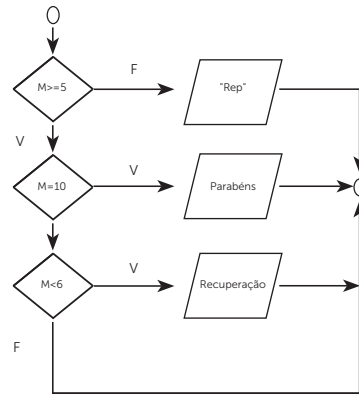 F
M>=5
"Rep"
V
V
M=10
Parabéns
V
M<6
Recuperação
F